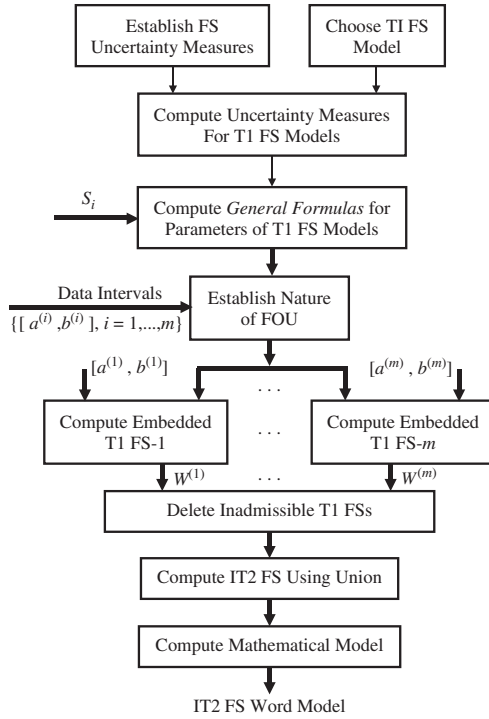 Establish FS
Uncertainty Measures
Choose TI FS
Model
Compute Uncertainty Measures
For T1 FS Models
S_i
Compute General Formulas for
Parameters of T1 FS Models
Data Intervals
{[ a^(i) ,b^(i) ], i = 1,...,m}
Establish Nature
of FOU
[a^(1) , b^(1)]
. . .
[a^(m) , b^(m)]
Compute Embedded
T1 FS-1
. . .
Compute Embedded
T1 FS-m
W^(1)
. . .
W^(m)
Delete Inadmissible T1 FSs
Compute IT2 FS Using Union
Compute Mathematical Model
IT2 FS Word Model